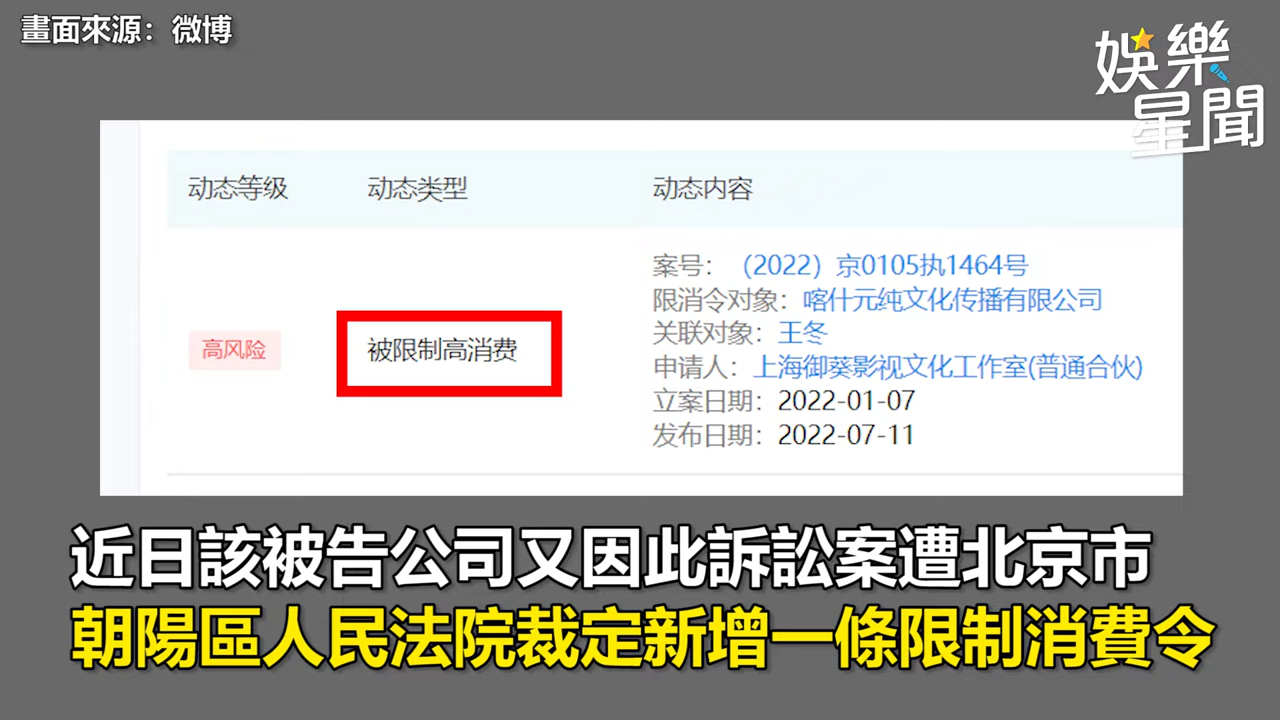 畫面來源：微博
娛樂
星聞
动态等级 动态类型 动态内容
案号：（2022）京0105执1464号
限消令对象：喀什元纯文化传播有限公司
关联对象：王冬
高风险 被限制高消费
申请人：上海御葵影视文化工作室(普通合伙)
立案日期：2022-01-07
发布日期：2022-07-11
近日該被告公司又因此訴訟案遭北京市
朝陽區人民法院裁定新增一條限制消費令